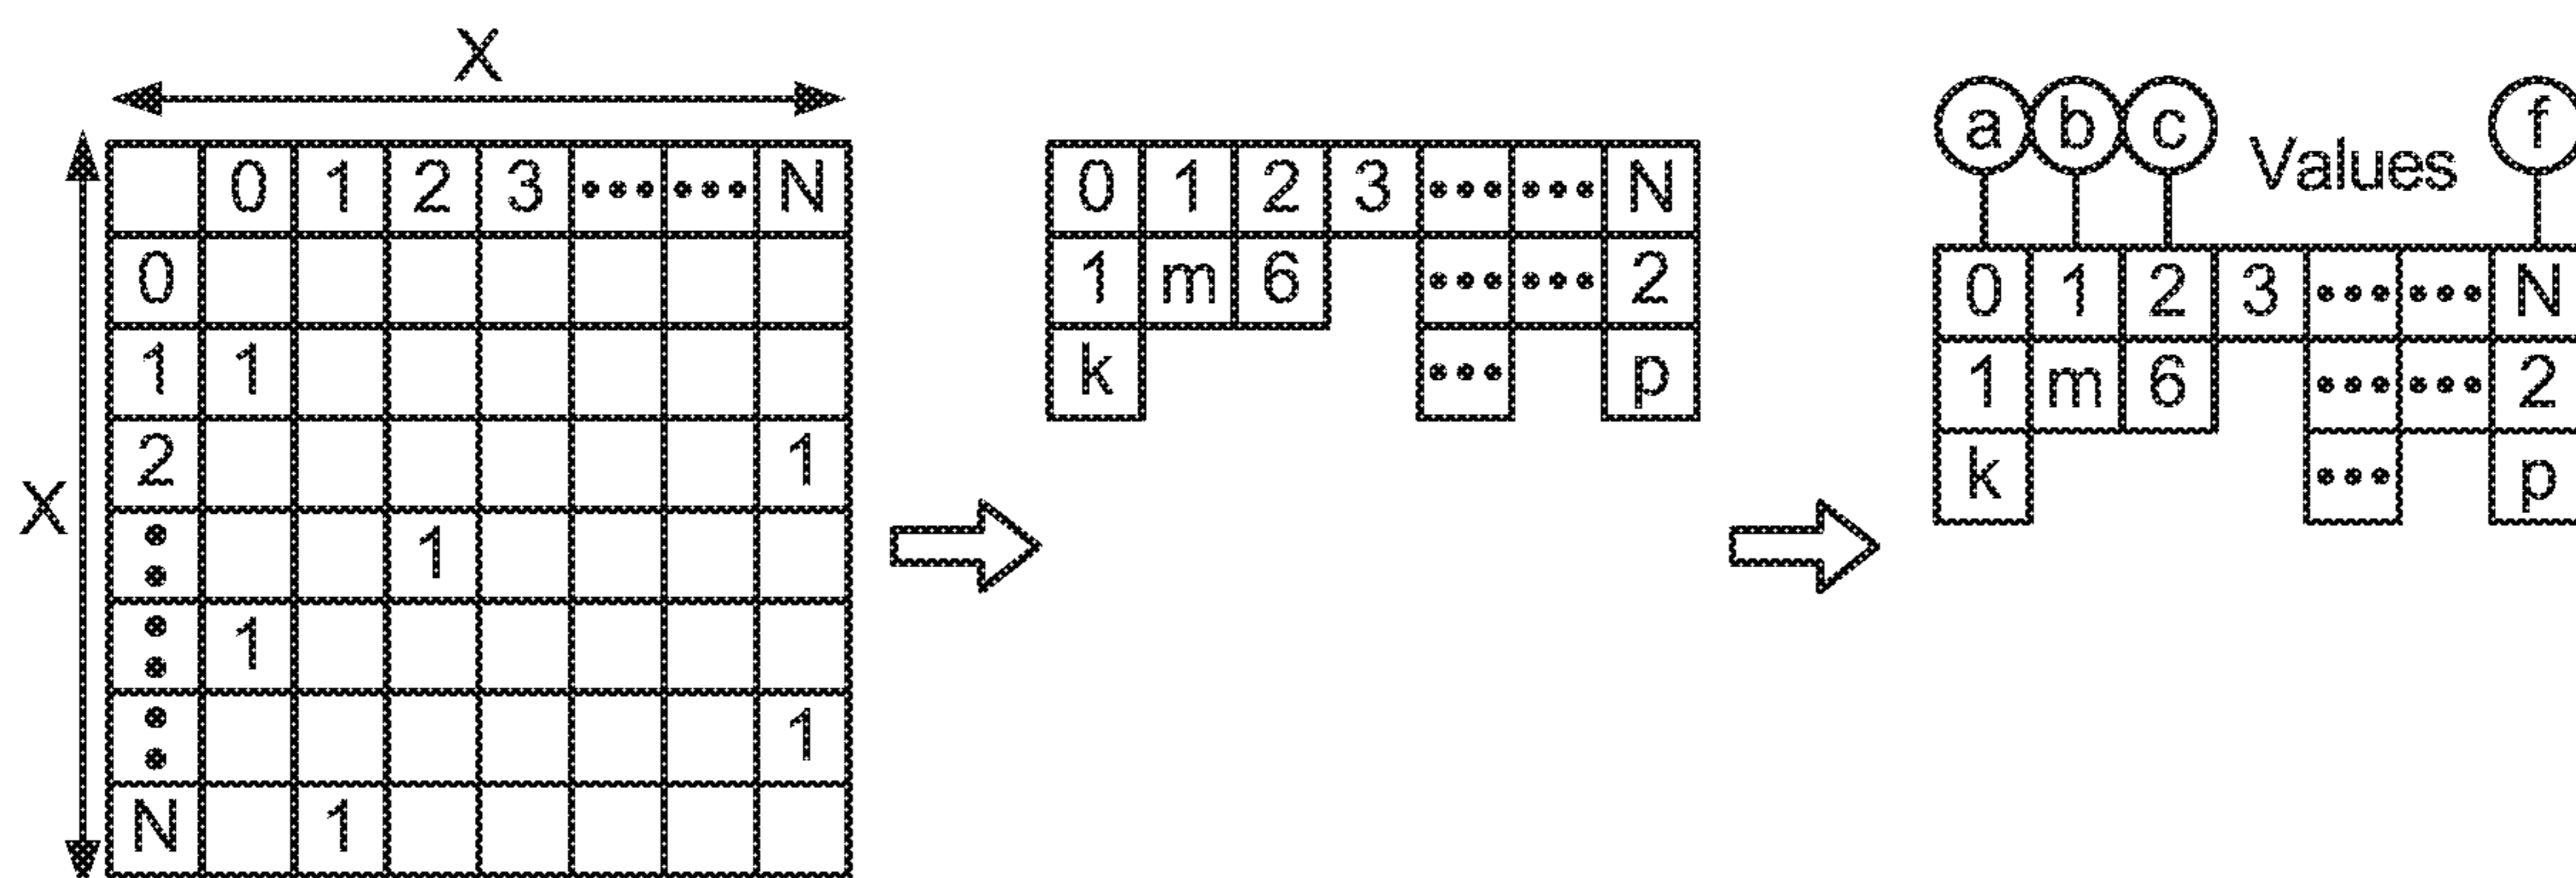 X
X
0 1 2 3 ••• ••• N
0
1 1
2 1
•• 1
•• 1
•• 1
N 1
0 1 2 3 ••• ••• N
1 m 6 ••• ••• 2
k ••• p
a b c Values f
0 1 2 3 ••• ••• N
1 m 6 ••• ••• 2
k ••• p